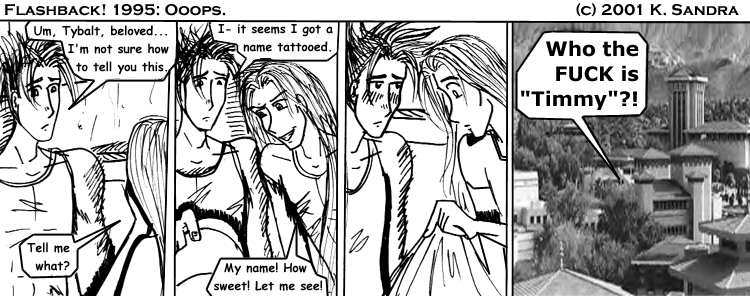 FLASHBACK! 1995: OOOPS.
(C) 2001 K. SANDRA
Um, Tybalt, beloved...
I'm not sure how
to tell you this.
Tell me
what?
I- it seems I got a
name tattooed.
My name! How
sweet! Let me see!
Who the
FUCK is
"Timmy"?!